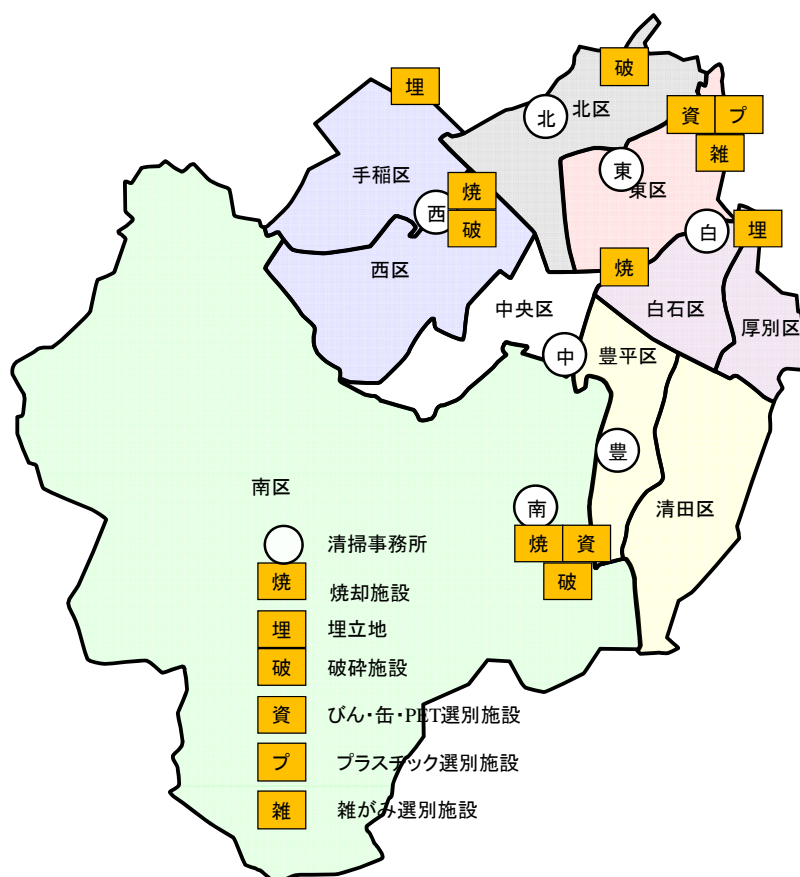 破
埋
資 プ
北
北区
雑
東
手稲区
焼
東区
西
白
埋
破
西区
焼
中央区
白石区
厚別区
中
豊平区
豊
南区
南
清田区
焼 資
清掃事務所
破
焼
焼却施設
埋
埋立地
破
破砕施設
資
びん・缶・PET選別施設
プ
プラスチック選別施設
雑
雑がみ選別施設